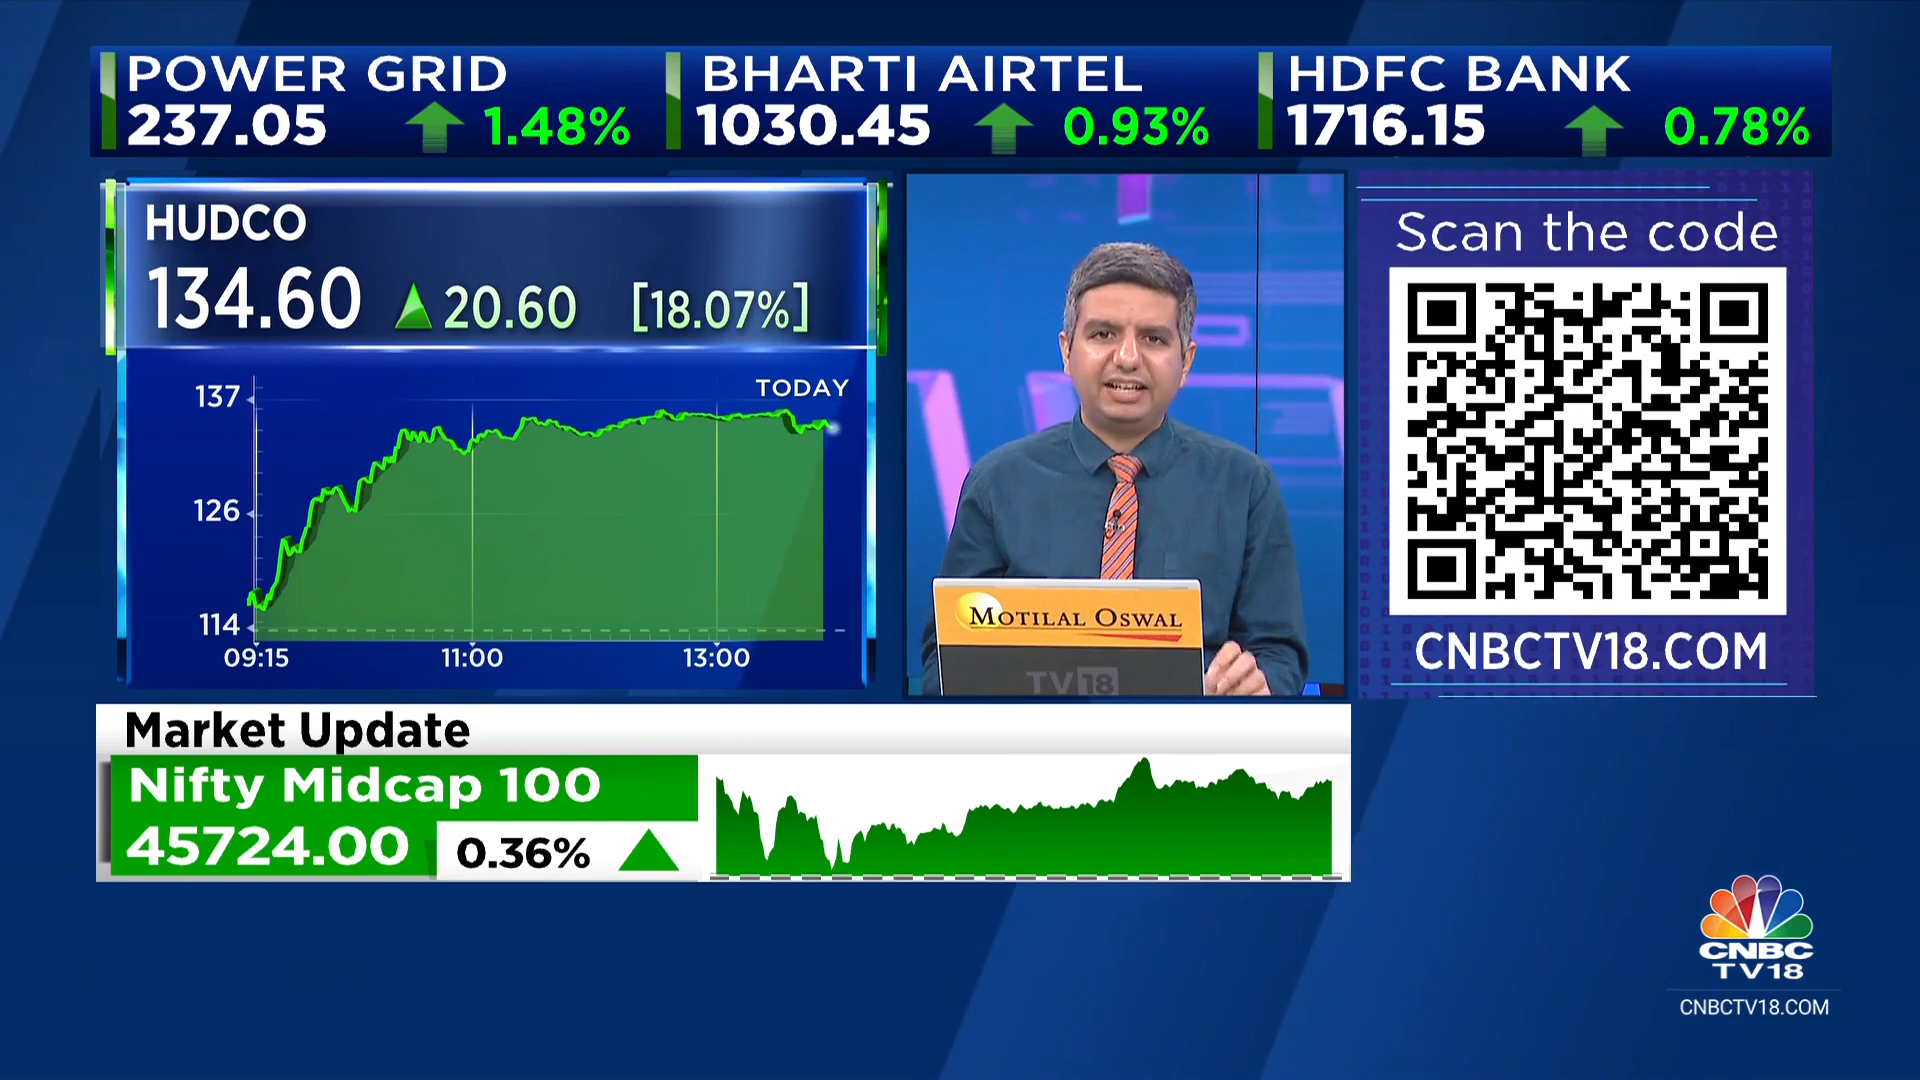 POWER GRID
237.05 1.48%
BHARTI AIRTEL
1030.45 0.93%
HDFC BANK
1716.15 0.78%
HUDCO
134.60 20.60 [18.07%]
TODAY
137
126
114
09:15 11:00 13:00
MOTILAL OSWAL
TV18
Scan the code
CNBCTV18.COM
Market Update
Nifty Midcap 100
45724.00 0.36%
CNBC
TV18
CNBCTV18.COM